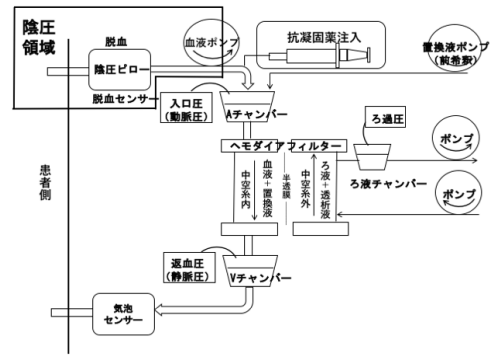 陰圧
領域
脱血
陰圧ピロー
脱血センサー
血液ポンプ
抗凝固薬注入
置換液ポンプ
(前希釈)
入口圧
(動脈圧)
Aチャンバー
ヘモダイアフィルター
ろ過圧
ポンプ
ろ液チャンバー
ポンプ
患者側
中空糸内
血液+置換液
半透膜
中空糸外
ろ液+透析液
返血圧
(静脈圧)
Vチャンバー
気泡
センサー